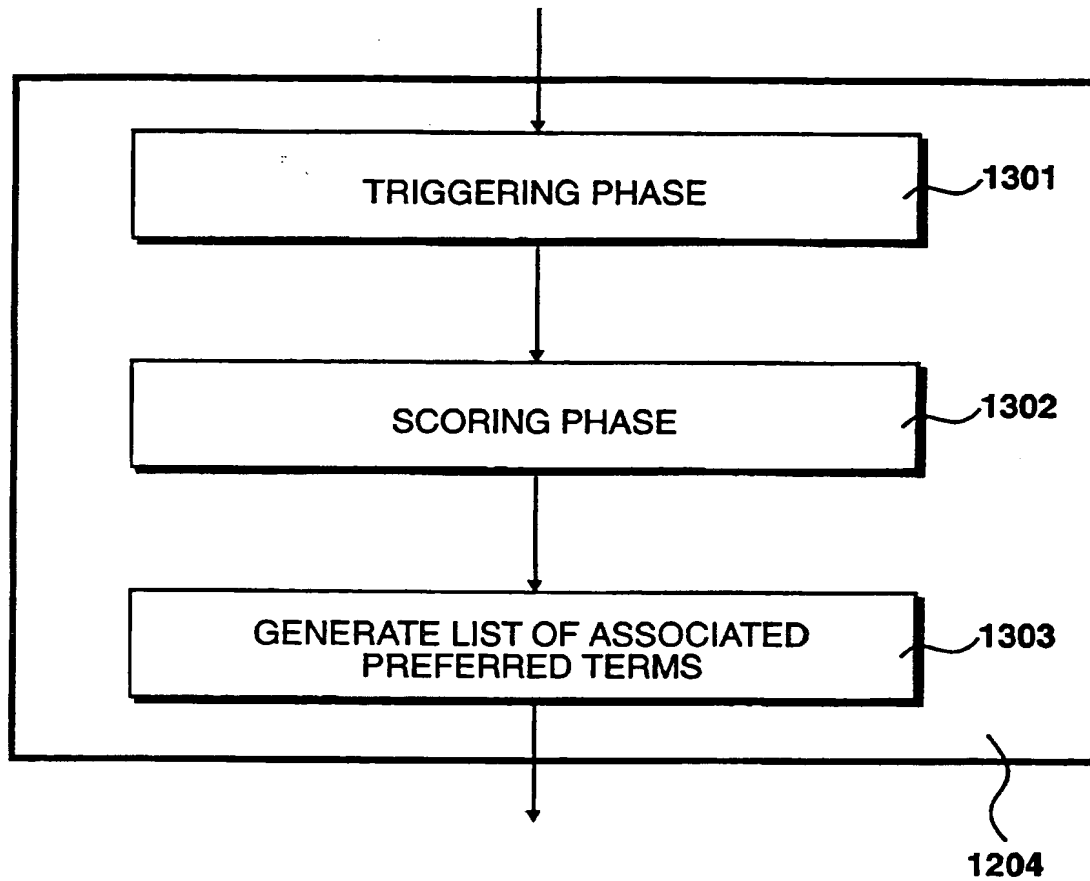 TRIGGERING PHASE
1301
SCORING PHASE
1302
GENERATE LIST OF ASSOCIATED
PREFERRED TERMS
1303
1204